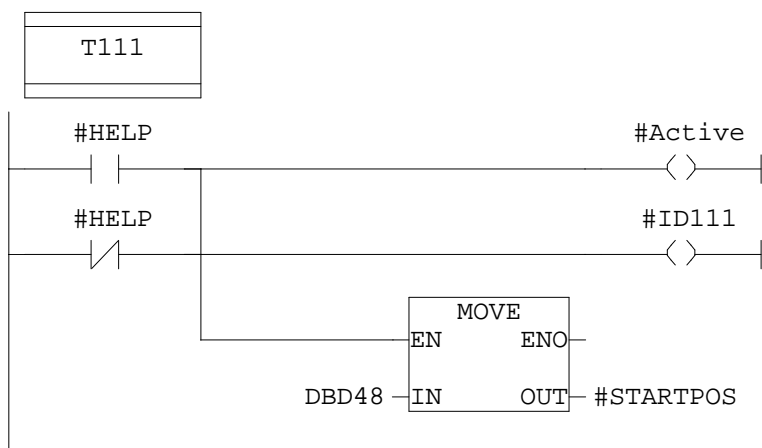 T111
#HELP #Active
#HELP #ID111
MOVE
EN ENO
DBD48 IN OUT #STARTPOS